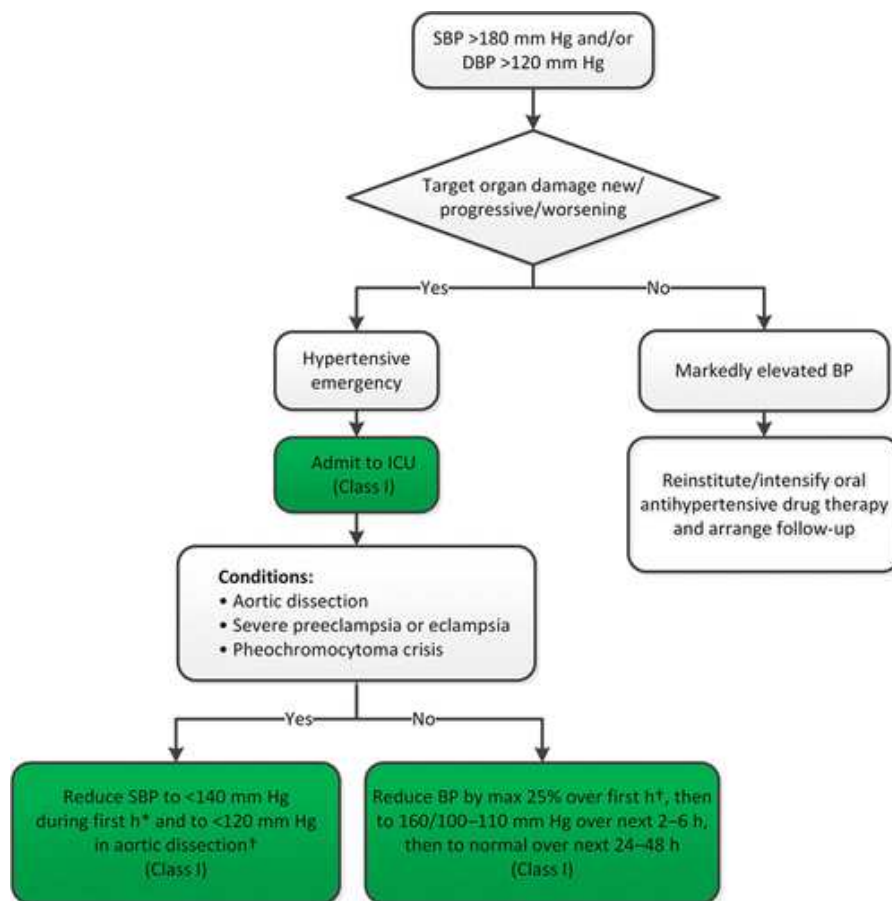 SBP >180 mm Hg and/or
DBP >120 mm Hg
Target organ damage new/
progressive/worsening
Yes
No
Hypertensive
emergency
Markedly elevated BP
Admit to ICU
(Class I)
Reinstitute/intensify oral
antihypertensive drug therapy
and arrange follow-up
Conditions:
• Aortic dissection
• Severe preeclampsia or eclampsia
• Pheochromocytoma crisis
Yes
No
Reduce SBP to <140 mm Hg
during first h* and to <120 mm Hg
in aortic dissection†
(Class I)
Reduce BP by max 25% over first h†, then
to 160/100–110 mm Hg over next 2–6 h,
then to normal over next 24–48 h
(Class I)